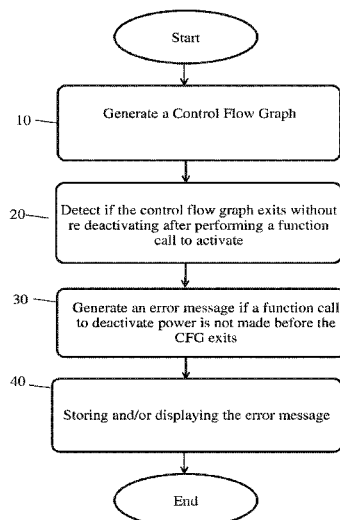 Start
10
Generate a Control Flow Graph
20
Detect if the control flow graph exits without
re deactivating after performing a function
call to activate
30
Generate an error message if a function call
to deactivate power is not made before the
CFG exits
40
Storing and/or displaying the error message
End